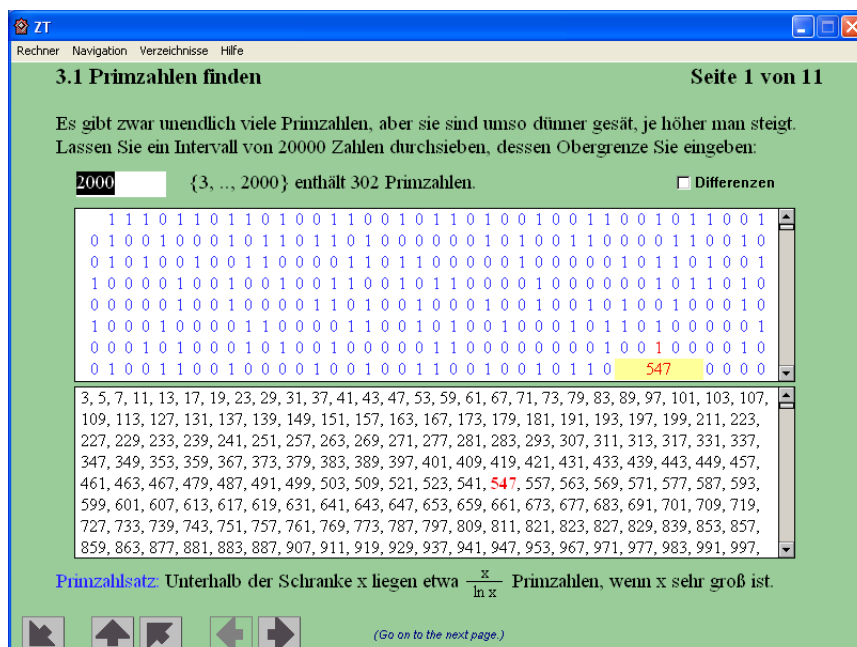 ZT
Rechner Navigation Verzeichnisse Hilfe
3.1 Primzahlen finden Seite 1 von 11
Es gibt zwar unendlich viele Primzahlen, aber sie sind umso dünner gesät, je höher man steigt.
Lassen Sie ein Intervall von 20000 Zahlen durchsieben, dessen Obergrenze Sie eingeben:
2000 {3, .., 2000} enthält 302 Primzahlen. Differenzen
1 1 1 0 1 1 0 1 1 0 1 0 0 1 1 0 0 1 0 1 1 0 1 0 0 1 0 0 1 1 0 0 1 0 1 1 0 0 1
0 1 0 0 1 0 0 0 1 0 1 1 0 1 1 0 1 0 0 0 0 0 0 1 0 1 0 0 1 1 0 0 0 0 1 1 0 0 1 0
0 1 0 1 0 0 1 0 0 1 1 0 0 0 0 1 1 0 1 1 0 0 0 0 1 0 0 0 0 0 1 0 1 1 0 1 0 0 1
1 0 0 0 0 1 0 0 1 0 1 0 0 1 0 0 1 1 0 1 0 0 1 0 0 0 0 0 0 0 0 1 0 1 1 0 1 0 0
0 0 0 0 0 1 0 0 1 0 0 0 0 1 1 0 1 0 0 1 0 1 0 0 1 0 0 0 1 0 0 1 0 1 0 0 1 0 0 1 0
1 0 0 0 1 0 0 0 0 1 1 0 0 0 0 1 1 0 0 1 0 0 1 0 1 0 0 1 0 0 0 1 0 1 1 0 1 0 0 0 0 0 1
0 0 0 1 0 1 0 0 0 1 0 1 0 0 1 0 0 0 0 0 1 1 0 0 0 0 0 0 0 0 1 0 0 1 0 0 0 0 1 0
0 1 0 0 1 1 0 0 1 0 1 0 0 1 0 0 1 1 0 0 1 0 0 1 0 1 1 0 547 0 0 0 0
3, 5, 7, 11, 13, 17, 19, 23, 29, 31, 37, 41, 43, 47, 53, 59, 61, 67, 71, 73, 79, 83, 89, 97, 101, 103, 107,
109, 113, 127, 131, 137, 139, 149, 151, 157, 163, 167, 173, 179, 181, 191, 193, 197, 199, 211, 223,
227, 229, 233, 239, 241, 251, 257, 263, 269, 271, 277, 281, 283, 293, 307, 311, 313, 317, 331, 337,
347, 349, 353, 359, 367, 373, 379, 383, 389, 397, 401, 409, 419, 421, 431, 433, 439, 443, 449, 457,
461, 463, 467, 479, 487, 491, 499, 503, 509, 521, 523, 541, 547, 557, 563, 569, 571, 577, 587, 593,
599, 601, 607, 613, 617, 619, 631, 641, 643, 647, 653, 659, 661, 673, 677, 683, 691, 701, 709, 719,
727, 733, 739, 743, 751, 757, 761, 769, 773, 787, 797, 809, 811, 821, 823, 827, 829, 839, 853, 857,
859, 863, 877, 881, 883, 887, 907, 911, 919, 929, 937, 941, 947, 953, 967, 971, 977, 983, 991, 997,
Primzahlsatz: Unterhalb der Schranke x liegen etwa x / ln x Primzahlen, wenn x sehr groß ist.
(Go on to the next page.)